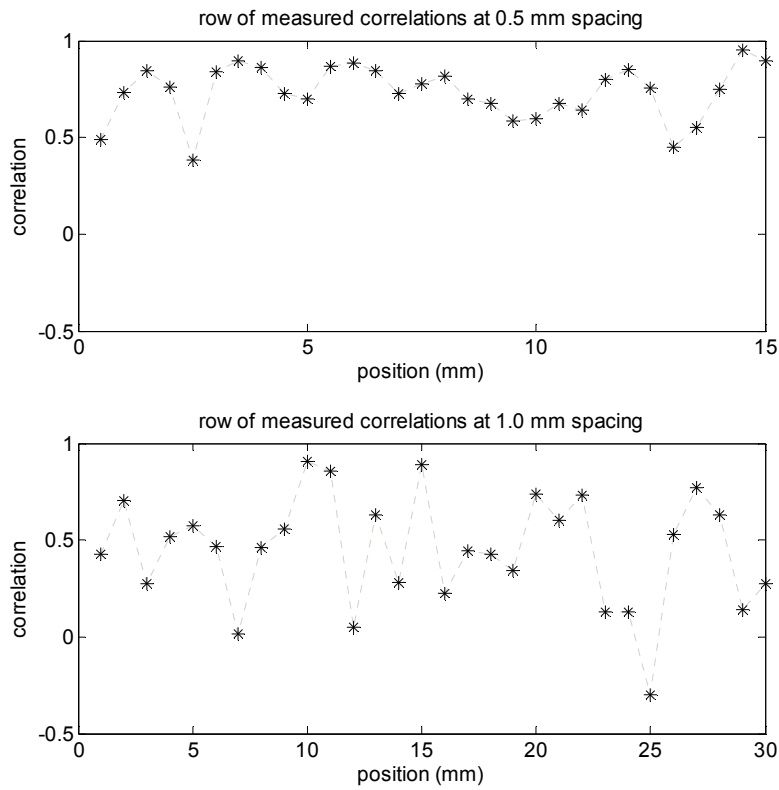 row of measured correlations at 0.5 mm spacing
1
0.5
0
-0.5
correlation
0 5 10 15
position (mm)
row of measured correlations at 1.0 mm spacing
1
0.5
0
-0.5
correlation
0 5 10 15 20 25 30
position (mm)